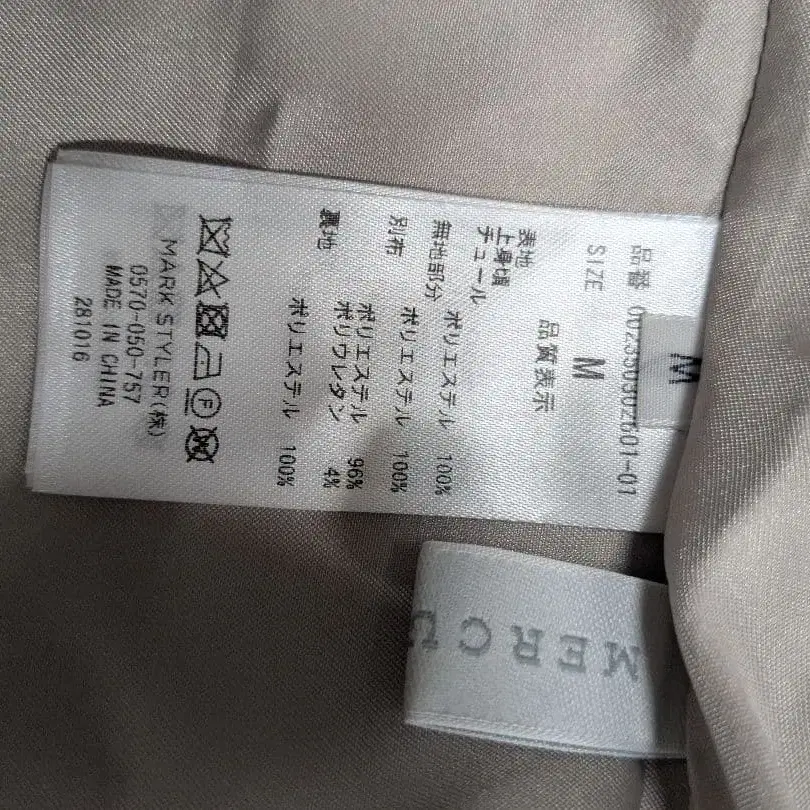 品番 002350302601-01
SIZE M
品質表示
表地
上身頃
チュール
無地部分 ポリエステル 100%
別布 ポリエステル 100%
ポリエステル 96%
ポリウレタン 4%
裏地 ポリエステル 100%
MARK STYLER(株)
0570-050-757
MADE IN CHINA
281016
M
MERCU